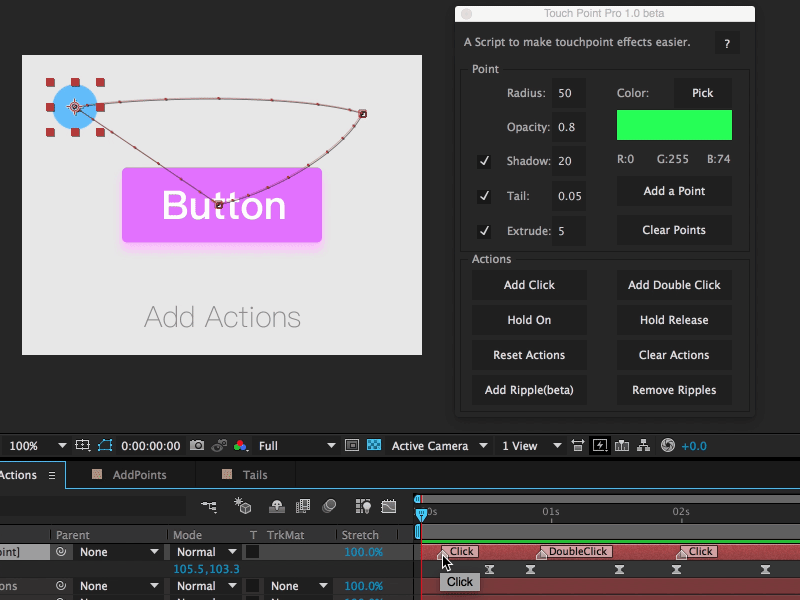 Touch Point Pro 1.0 beta
A Script to make touchpoint effects easier. ?
Point
Radius: 50 Color: Pick
Opacity: 0.8
Shadow: 20 R:0 G:255 B:74
Tail: 0.05 Add a Point
Extrude: 5 Clear Points
Actions
Add Click Add Double Click
Hold On Hold Release
Reset Actions Clear Actions
Add Ripple(beta) Remove Ripples
Button
Add Actions
100% 0:00:00:00 Full Active Camera 1 View +0.0
Actions AddPoints Tails
0s 01s 02s
Parent Mode T TrkMat Stretch
oint] None Normal 100.0% Click DoubleClick Click
105.5,103.3
Click
ons None Normal None 100.0%